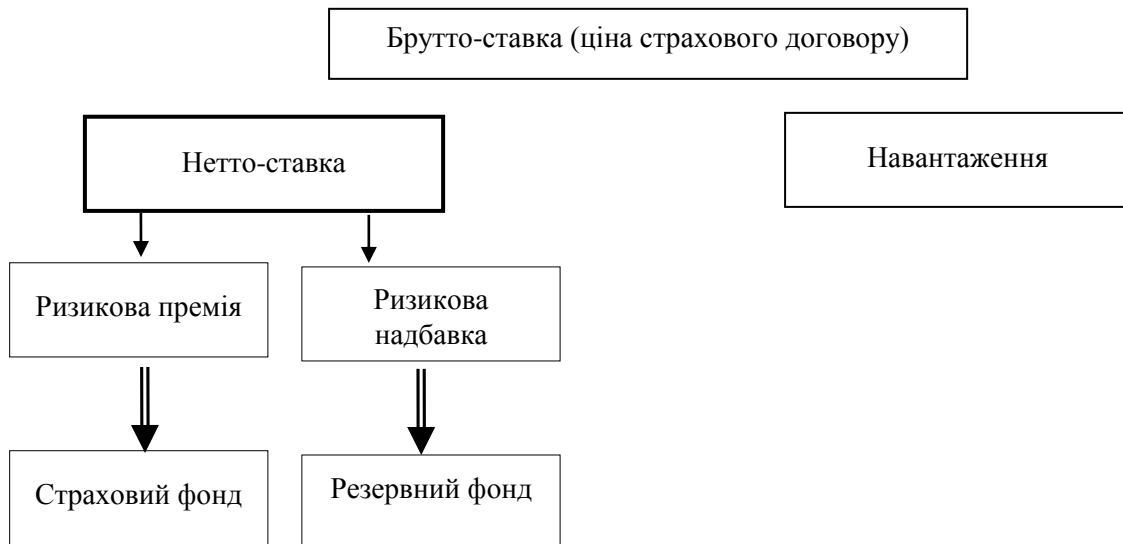 Брутто-ставка (ціна страхового договору)
Нетто-ставка
Навантаження
Ризикова премія
Ризикова
надбавка
Страховий фонд
Резервний фонд